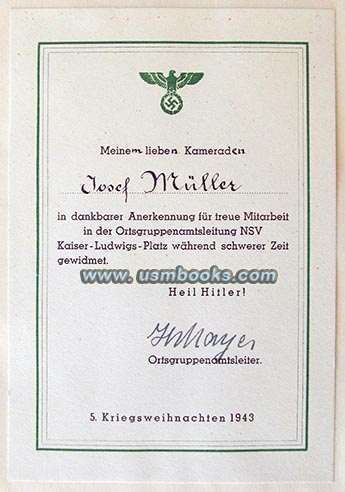 Meinem lieben Kameraden
Josef Müller
in dankbarer Anerkennung für treue Mitarbeit
in der Ortsgruppenamtsleitung NSV
Kaiser-Ludwigs-Platz während schwerer Zeit
gewidmet.
www.usmbooks.com
Heil Hitler!
Ortsgruppenamtsleiter.
5. Kriegsweihnachten 1943